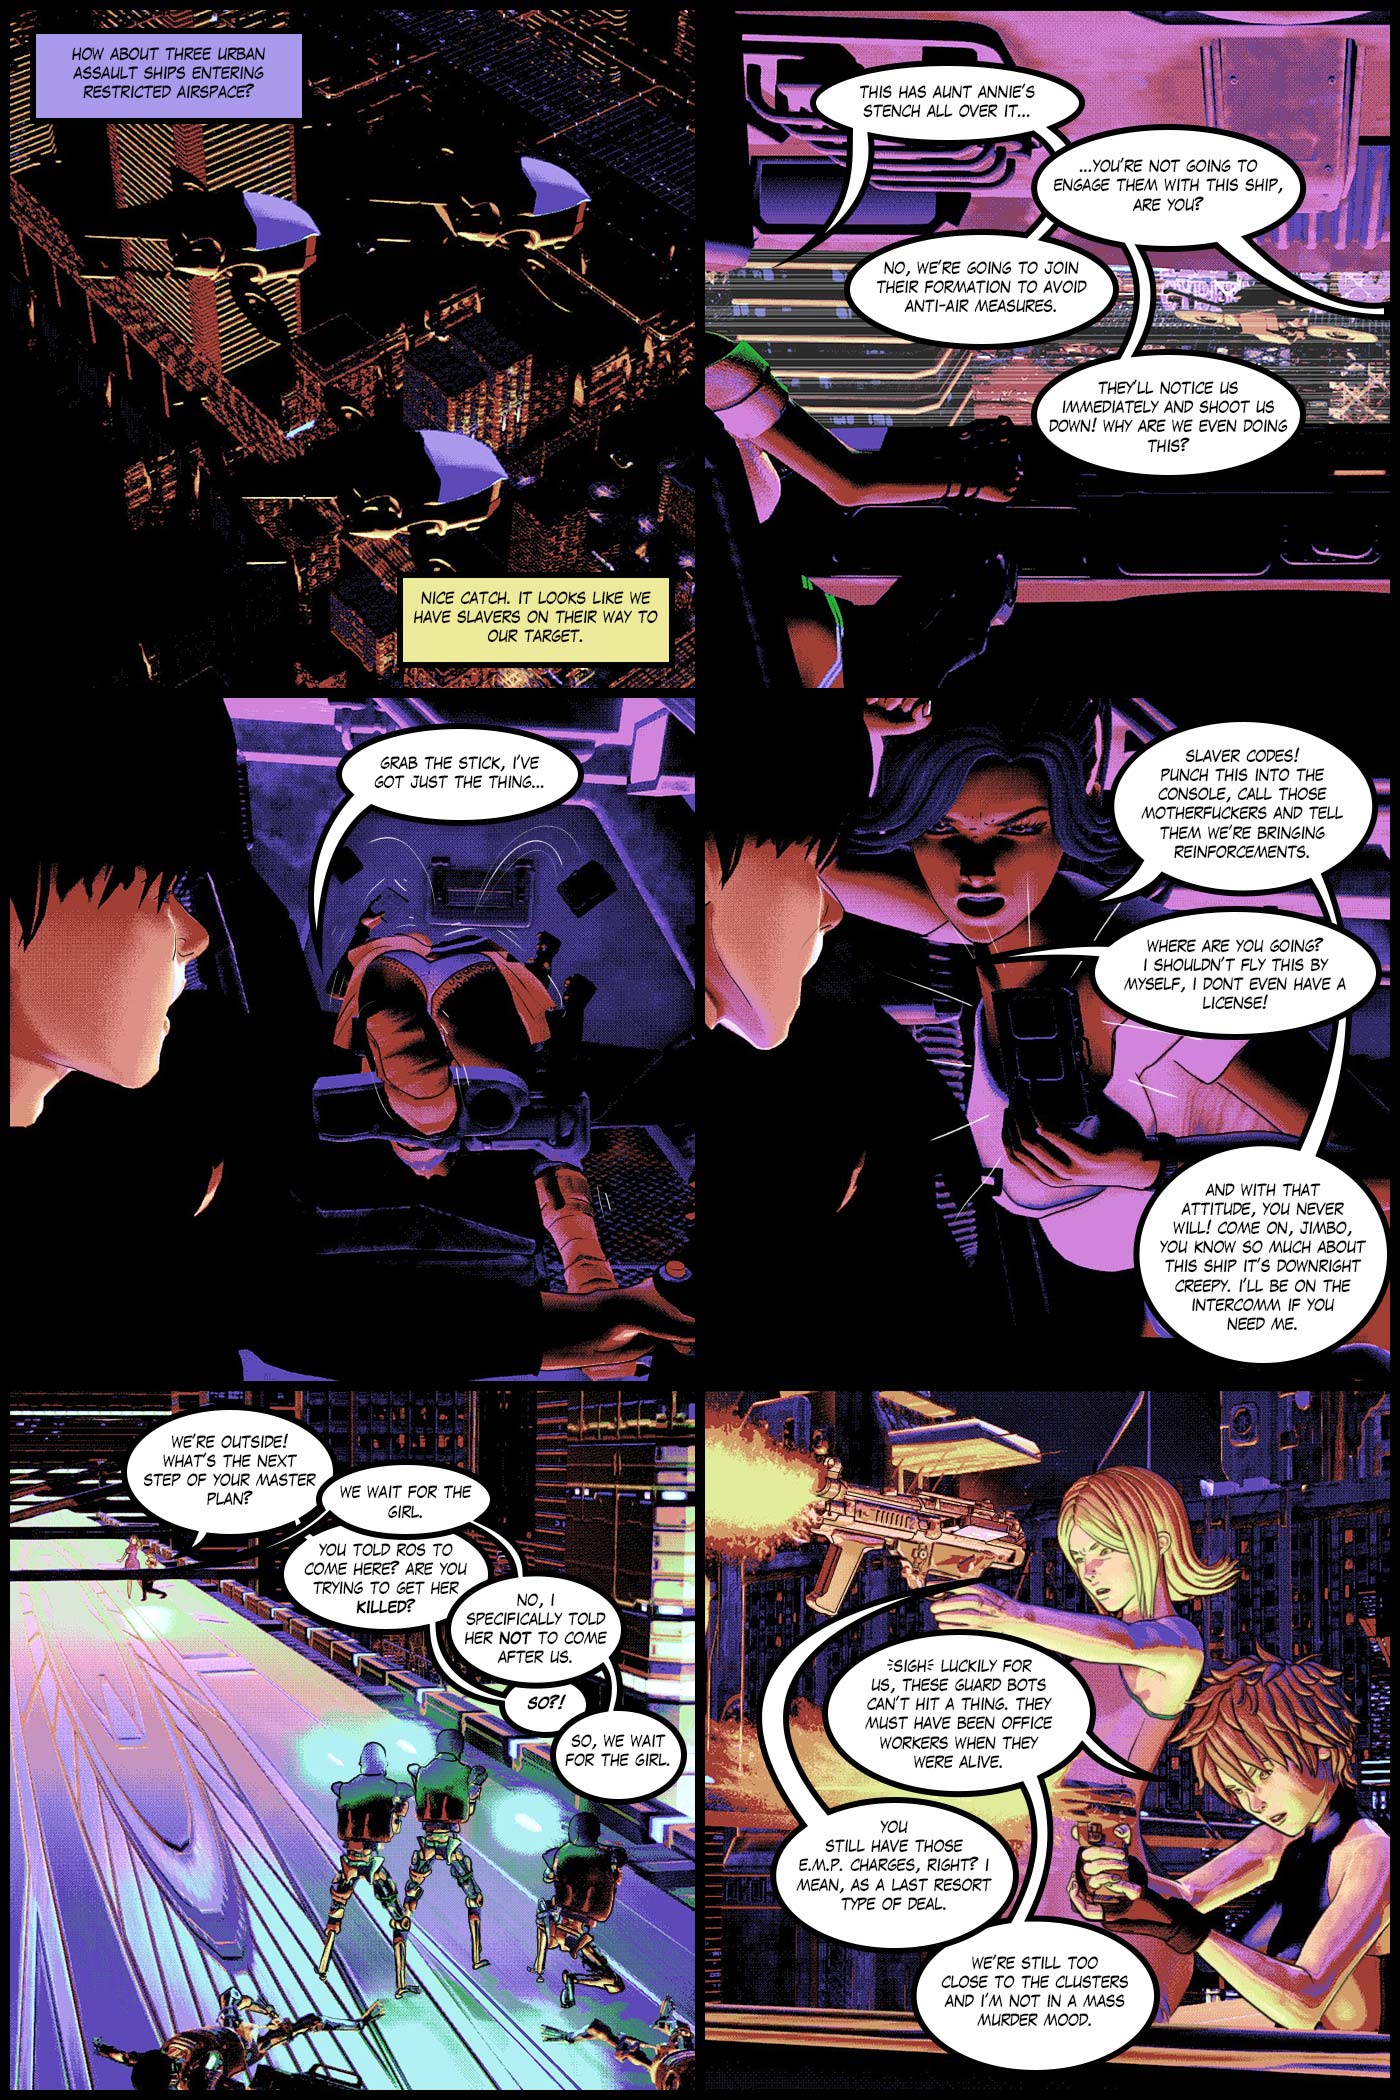 HOW ABOUT THREE URBAN
ASSAULT SHIPS ENTERING
RESTRICTED AIRSPACE?
NICE CATCH. IT LOOKS LIKE WE
HAVE SLAVERS ON THEIR WAY TO
OUR TARGET.
THIS HAS AUNT ANNIE'S
STENCH ALL OVER IT...
...YOU'RE NOT GOING TO
ENGAGE THEM WITH THIS SHIP,
ARE YOU?
NO, WE'RE GOING TO JOIN
THEIR FORMATION TO AVOID
ANTI-AIR MEASURES.
THEY'LL NOTICE US
IMMEDIATELY AND SHOOT US
DOWN! WHY ARE WE EVEN DOING
THIS?
GRAB THE STICK, I'VE
GOT JUST THE THING...
SLAVER CODES!
PUNCH THIS INTO THE
CONSOLE, CALL THOSE
MOTHERFUCKERS AND TELL
THEM WE'RE BRINGING
REINFORCEMENTS.
WHERE ARE YOU GOING?
I SHOULDN'T FLY THIS BY
MYSELF, I DONT EVEN HAVE A
LICENSE!
AND WITH THAT
ATTITUDE, YOU NEVER
WILL! COME ON, JIMBO,
YOU KNOW SO MUCH ABOUT
THIS SHIP IT'S DOWNRIGHT
CREEPY. I'LL BE ON THE
INTERCOMM IF YOU
NEED ME.
WE'RE OUTSIDE!
WHAT'S THE NEXT
STEP OF YOUR MASTER
PLAN?
WE WAIT FOR THE
GIRL.
YOU TOLD ROS TO
COME HERE? ARE YOU
TRYING TO GET HER
KILLED?
NO, I
SPECIFICALLY TOLD
HER NOT TO COME
AFTER US.
SO?!
SO, WE WAIT
FOR THE GIRL.
SIGH LUCKILY FOR
US, THESE GUARD BOTS
CAN'T HIT A THING. THEY
MUST HAVE BEEN OFFICE
WORKERS WHEN THEY
WERE ALIVE.
YOU
STILL HAVE THOSE
E.M.P. CHARGES, RIGHT? I
MEAN, AS A LAST RESORT
TYPE OF DEAL.
WE'RE STILL TOO
CLOSE TO THE CLUSTERS
AND I'M NOT IN A MASS
MURDER MOOD.